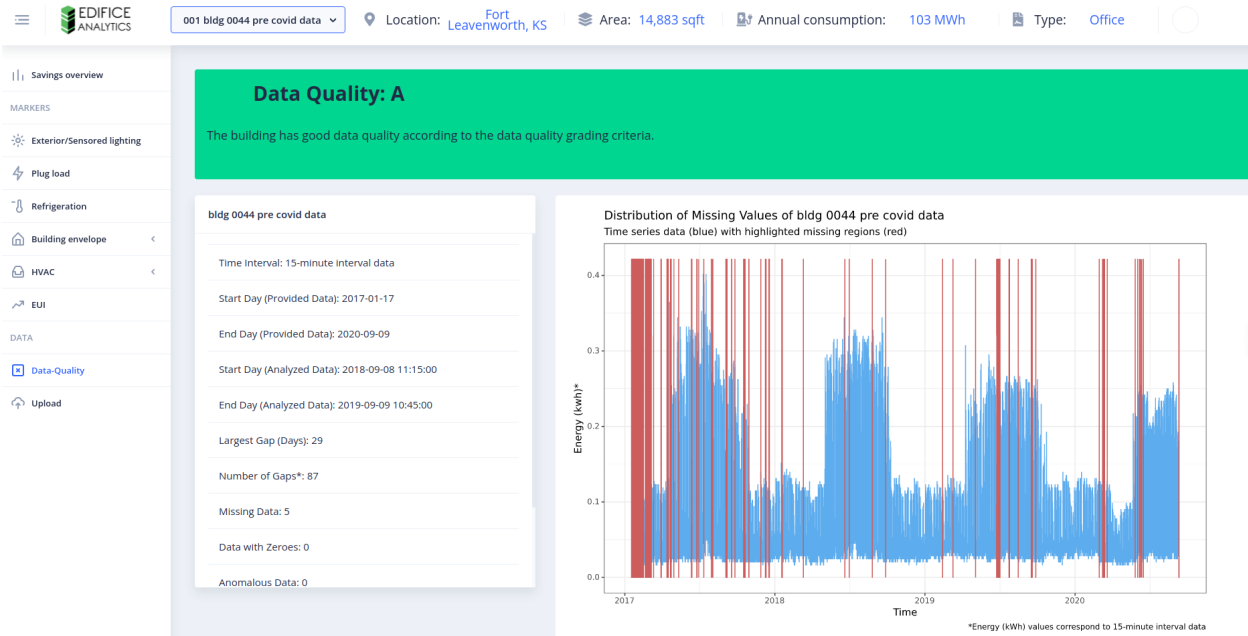 EDIFICE
ANALYTICS
001 bldg 0044 pre covid data
Location:
Fort
Leavenworth, KS
Area: 14,883 sqft
Annual consumption: 103 MWh
Type: Office
Savings overview
MARKERS
Exterior/Sensored lighting
Plug load
Refrigeration
Building envelope
HVAC
EUI
DATA
Data-Quality
Upload
Data Quality: A
The building has good data quality according to the data quality grading criteria.
bldg 0044 pre covid data
Time Interval: 15-minute interval data
Start Day (Provided Data): 2017-01-17
End Day (Provided Data): 2020-09-09
Start Day (Analyzed Data): 2018-09-08 11:15:00
End Day (Analyzed Data): 2019-09-09 10:45:00
Largest Gap (Days): 29
Number of Gaps*: 87
Missing Data: 5
Data with Zeroes: 0
Anomalous Data: 0
Distribution of Missing Values of bldg 0044 pre covid data
Time series data (blue) with highlighted missing regions (red)
Energy (kwh)*
0.4
0.3
0.2
0.1
0.0
2017 2018 2019 2020
Time
*Energy (kWh) values correspond to 15-minute interval data